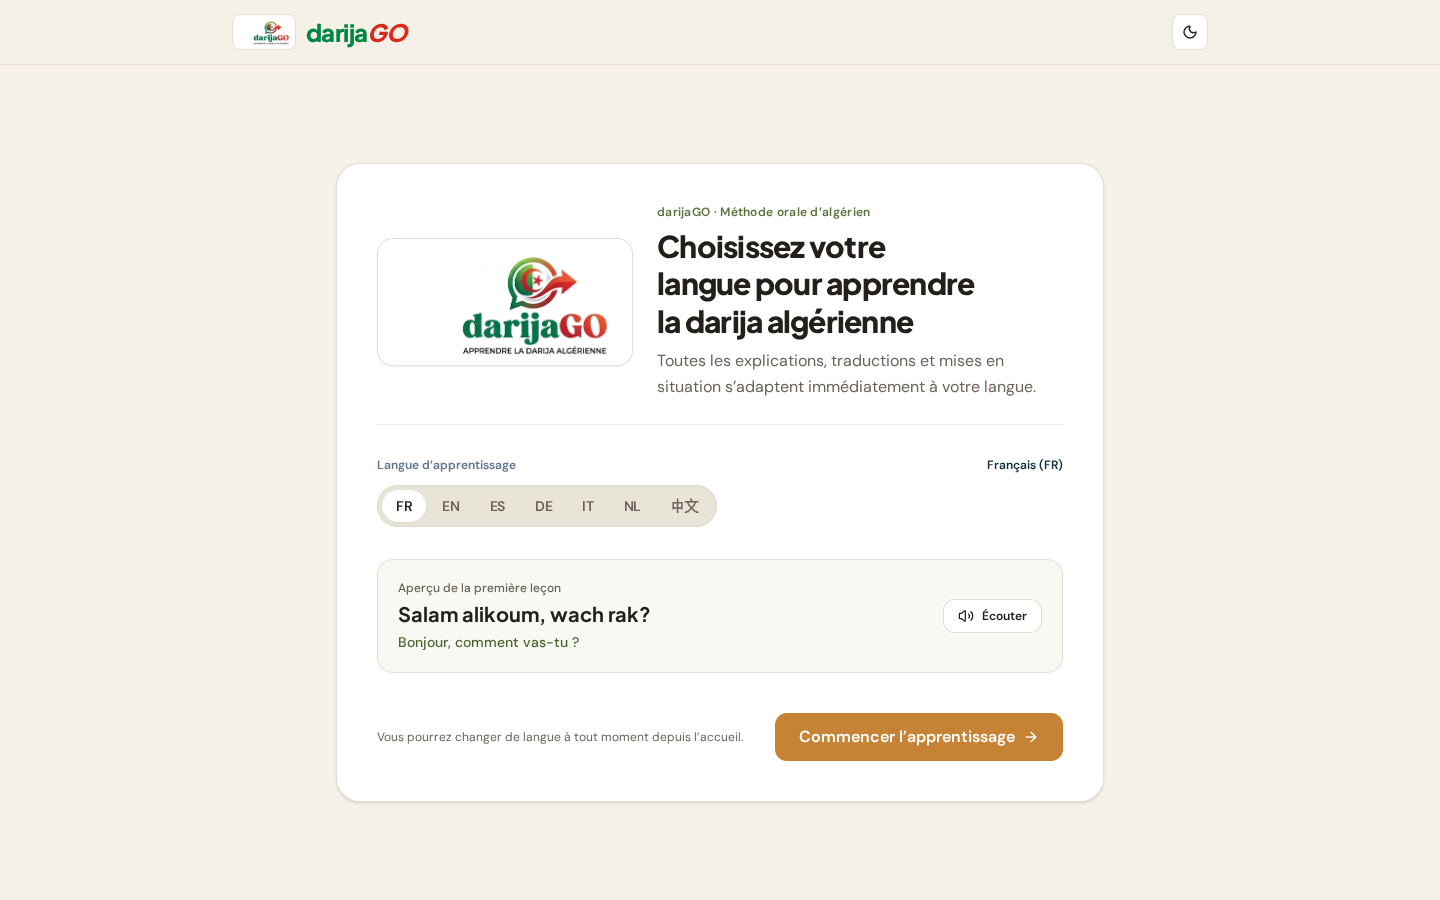 darijaGO
darijaGO
darijaGO · Méthode orale d’algérien
Choisissez votre
langue pour apprendre
la darija algérienne
Toutes les explications, traductions et mises en
situation s’adaptent immédiatement à votre langue.
darijaGO
APPRENDRE LA DARIJA ALGÉRIENNE
Langue d’apprentissage
Français (FR)
FR EN ES DE IT NL 中文
Aperçu de la première leçon
Salam alikoum, wach rak?
Bonjour, comment vas-tu ?
Écouter
Vous pourrez changer de langue à tout moment depuis l’accueil.
Commencer l’apprentissage →